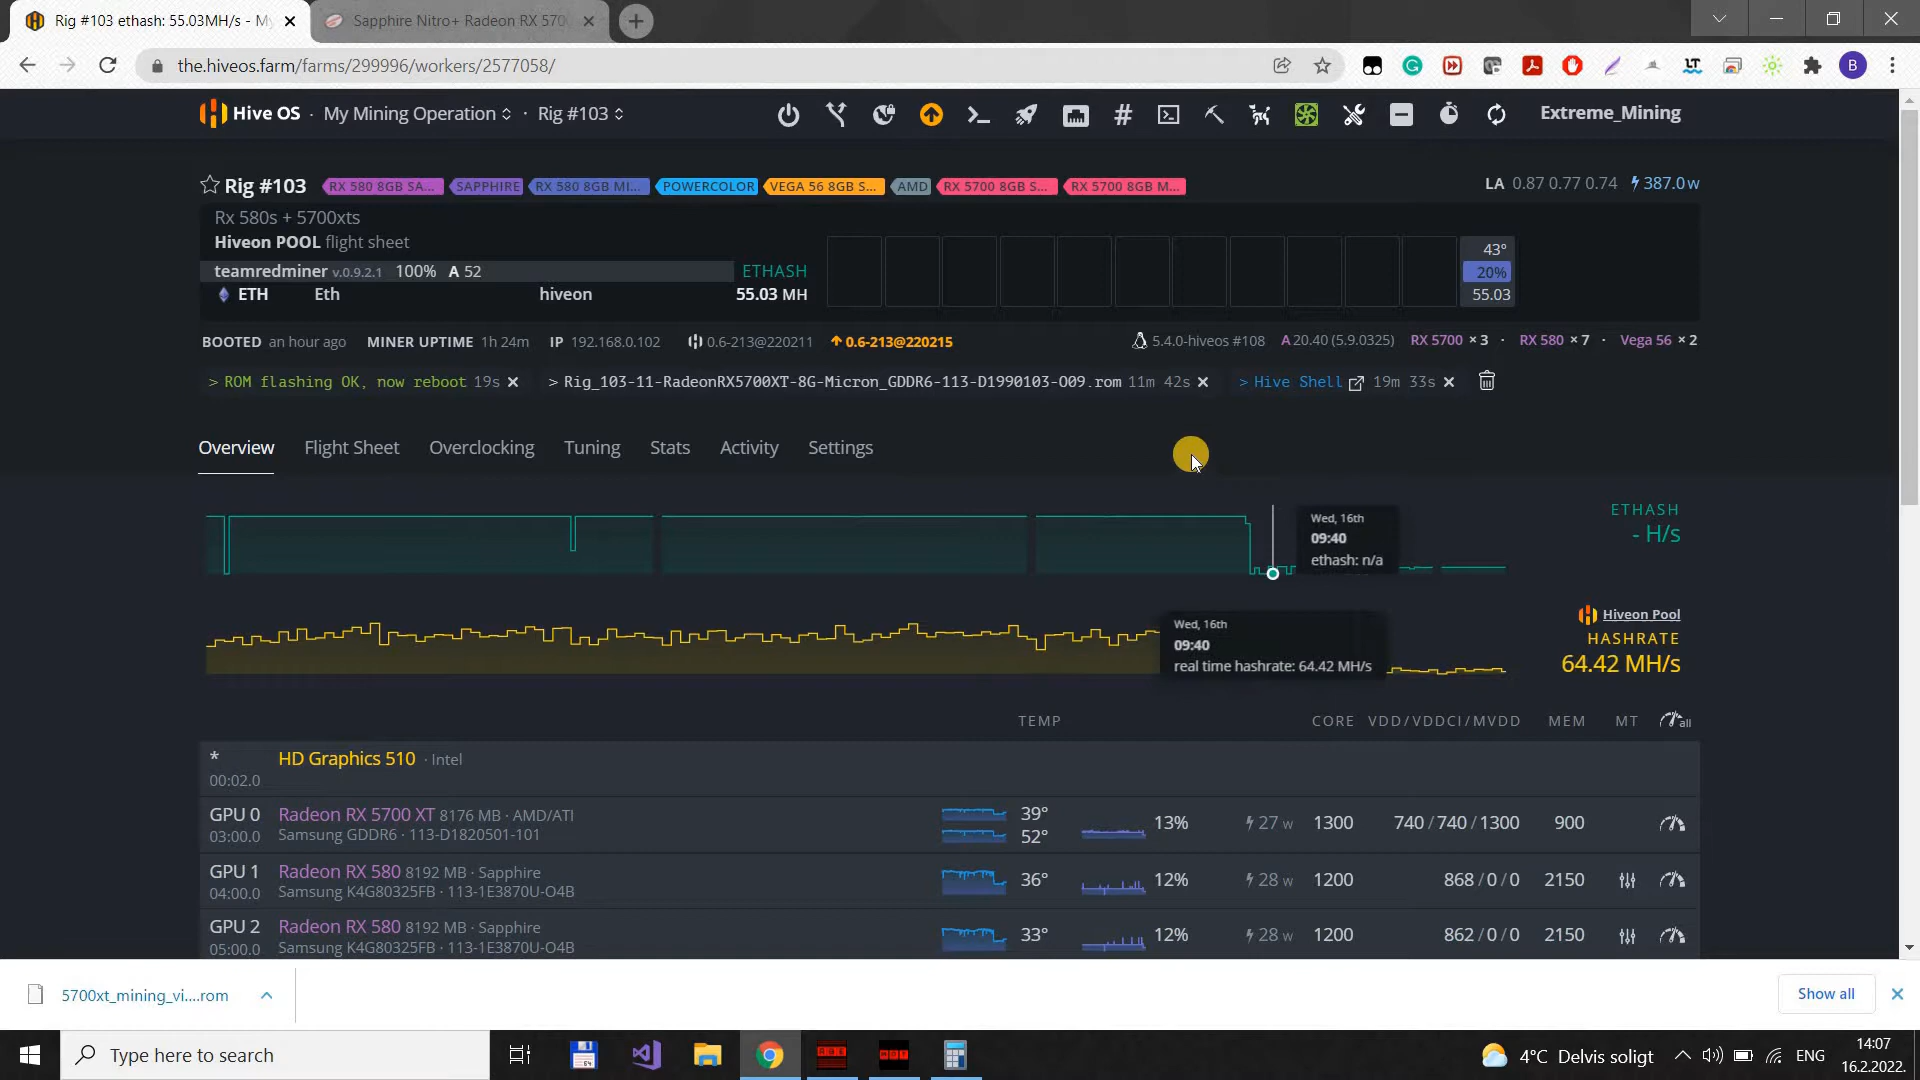 Rig #103 ethash: 55.03MH/s - My
Sapphire Nitro+ Radeon RX 570
the.hiveos.farm/farms/299996/workers/2577058/
B
Hive OS · My Mining Operation · Rig #103
Extreme_Mining
Rig #103
RX 580 8GB SA...
SAPPHIRE
RX 580 8GB MI...
POWERCOLOR
VEGA 56 8GB S...
AMD
RX 5700 8GB S...
RX 5700 8GB M...
LA 0.87 0.77 0.74 387.0 w
Rx 580s + 5700xts
Hiveon POOL flight sheet
teamredminer v.0.9.2.1 100% A 52 ETHASH
ETH Eth hiveon 55.03 MH
43°
20%
55.03
BOOTED an hour ago MINER UPTIME 1h 24m IP 192.168.0.102 0.6-213@220211 0.6-213@220215
5.4.0-hiveos #108 A 20.40 (5.9.0325) RX 5700 × 3 · RX 580 × 7 · Vega 56 × 2
> ROM flashing OK, now reboot 19s > Rig_103-11-RadeonRX5700XT-8G-Micron_GDDR6-113-D1990103-O09.rom 11m 42s > Hive Shell 19m 33s
Overview Flight Sheet Overclocking Tuning Stats Activity Settings
Wed, 16th
09:40
ethash: n/a
ETHASH
- H/s
Wed, 16th
09:40
real time hashrate: 64.42 MH/s
Hiveon Pool
HASHRATE
64.42 MH/s
TEMP CORE VDD/VDDCI/MVDD MEM MT all
* HD Graphics 510 · Intel
00:02.0
GPU 0 Radeon RX 5700 XT 8176 MB · AMD/ATI
03:00.0 Samsung GDDR6 · 113-D1820501-101
39°
52°
13% 27 w 1300 740 / 740 / 1300 900
GPU 1 Radeon RX 580 8192 MB · Sapphire
04:00.0 Samsung K4G80325FB · 113-1E3870U-O4B
36° 12% 28 w 1200 868 / 0 / 0 2150
GPU 2 Radeon RX 580 8192 MB · Sapphire
05:00.0 Samsung K4G80325FB · 113-1E3870U-O4B
33° 12% 28 w 1200 862 / 0 / 0 2150
5700xt_mining_vi....rom
Show all
Type here to search
4°C Delvis soligt
ENG
14:07
16.2.2022.